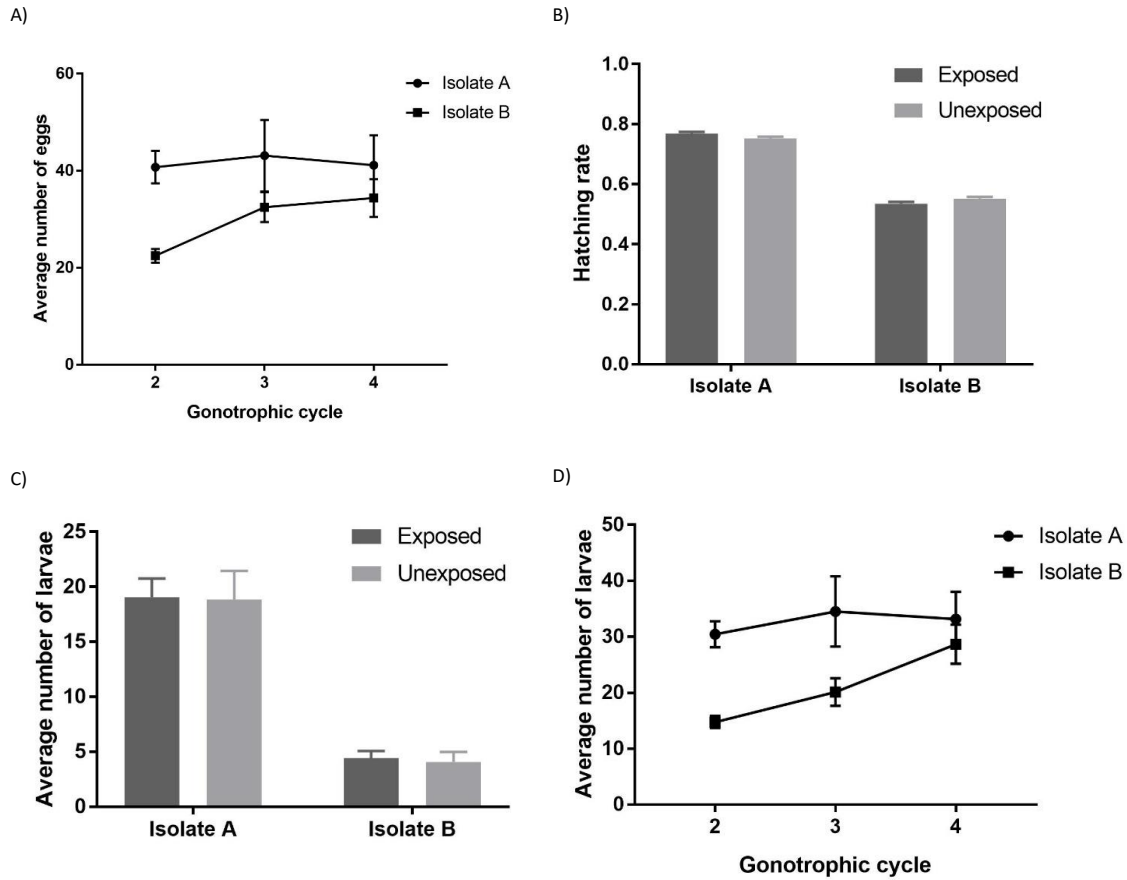 A)
60
40
20
0
Average number of eggs
Isolate A
Isolate B
2 3 4
Gonotrophic cycle
B)
1.0
0.8
0.6
0.4
0.2
0.0
Hatching rate
Exposed
Unexposed
Isolate A Isolate B
C)
25
20
15
10
5
0
Average number of larvae
Exposed
Unexposed
Isolate A Isolate B
D)
50
40
30
20
10
0
Average number of larvae
Isolate A
Isolate B
2 3 4
Gonotrophic cycle